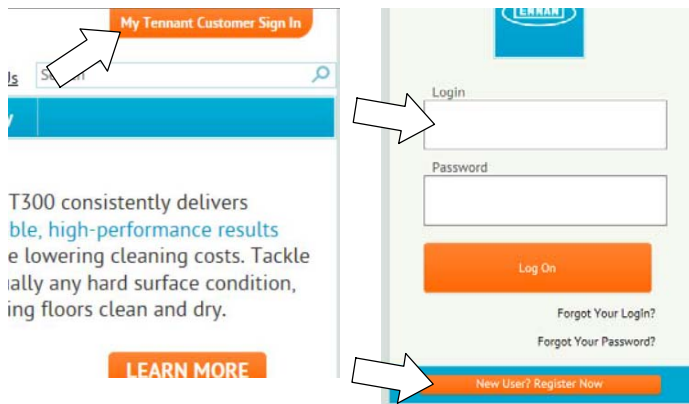 My Tennant Customer Sign In
Us
T300 consistently delivers
ble, high-performance results
e lowering cleaning costs. Tackle
ally any hard surface condition,
ing floors clean and dry.
LEARN MORE
Login
Password
Log On
Forgot Your Login?
Forgot Your Password?
New User? Register Now